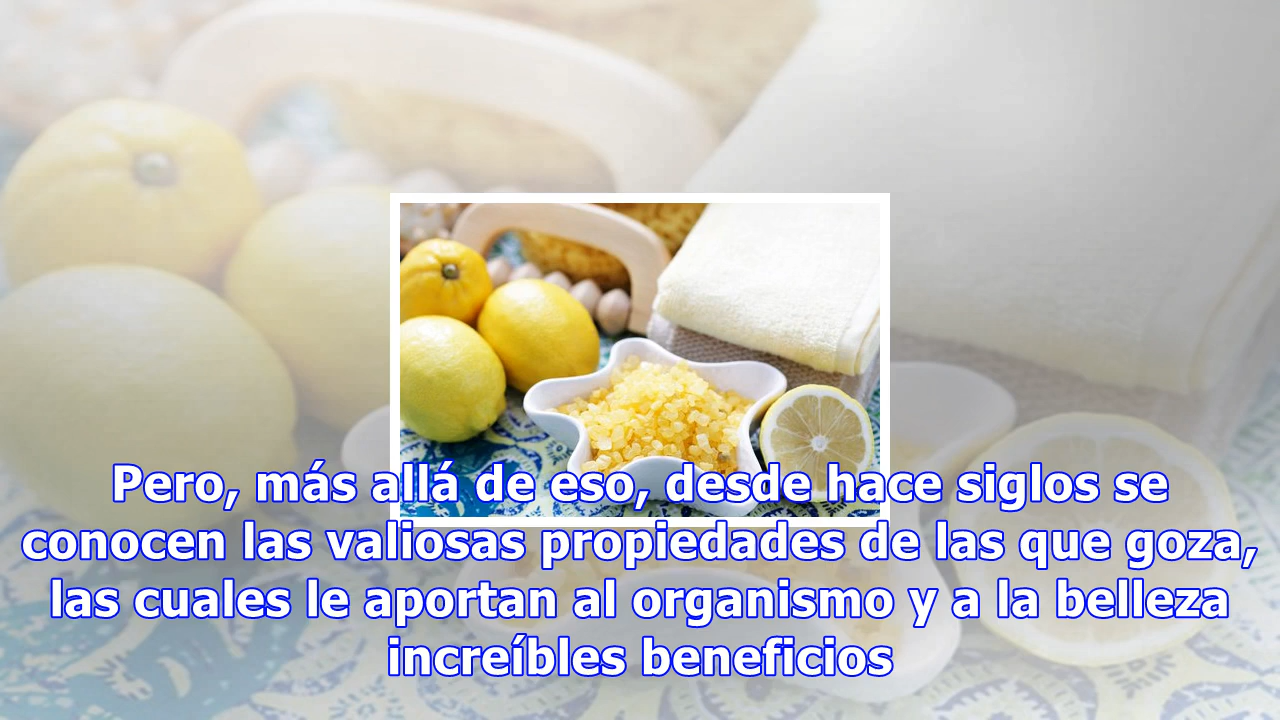 Pero, más allá de eso, desde hace siglos se
conocen las valiosas propiedades de las que goza,
las cuales le aportan al organismo y a la belleza
increíbles beneficios